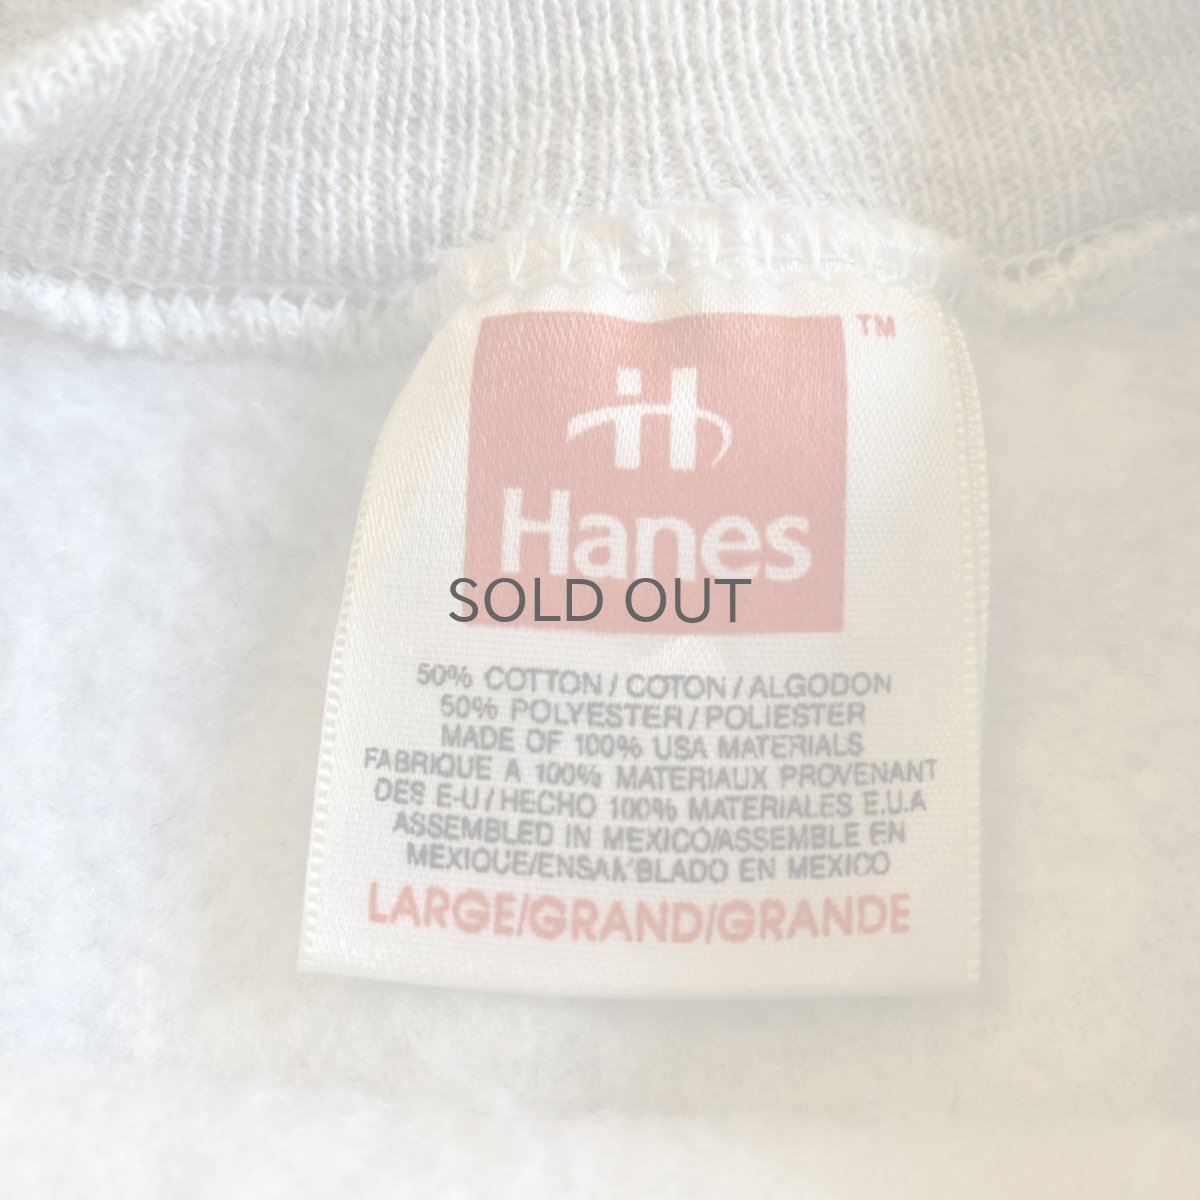 TM
Hanes
SOLD OUT
50% COTTON / COTON / ALGODON
50% POLYESTER / POLIESTER
MADE OF 100% USA MATERIALS
FABRIQUE A 100% MATERIAUX PROVENANT
DES E-U / HECHO 100% MATERIALES E.U.A
ASSEMBLED IN MEXICO/ASSEMBLE EN
MEXIQUE/ENSAMBLADO EN MEXICO
LARGE/GRAND/GRANDE